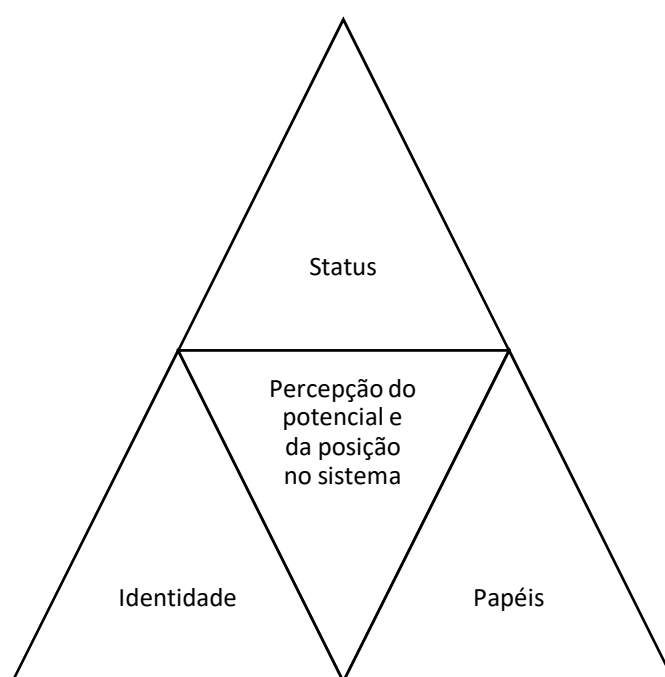 Status
Percepção do
potencial e
da posição
no sistema
Identidade
Papéis